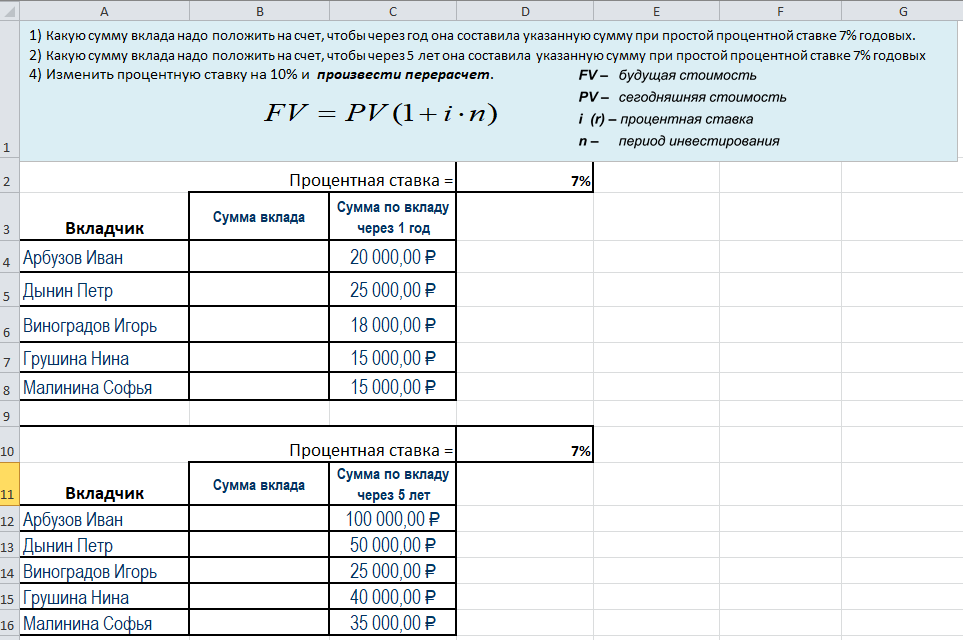 A B C D E F G
1) Какую сумму вклада надо положить на счет, чтобы через год она составила указанную сумму при простой процентной ставке 7% годовых.
2) Какую сумму вклада надо положить на счет, чтобы через 5 лет она составила указанную сумму при простой процентной ставке 7% годовых
4) Изменить процентную ставку на 10% и произвести перерасчет.
FV = PV(1+i·n)
FV – будущая стоимость
PV – сегодняшняя стоимость
i (r) – процентная ставка
n – период инвестирования
1
2 Процентная ставка = 7%
3 Вкладчик Сумма вклада Сумма по вкладу
через 1 год
4 Арбузов Иван 20 000,00 ₽
5 Дынин Петр 25 000,00 ₽
6 Виноградов Игорь 18 000,00 ₽
7 Грушина Нина 15 000,00 ₽
8 Малинина Софья 15 000,00 ₽
9
10 Процентная ставка = 7%
11 Вкладчик Сумма вклада Сумма по вкладу
через 5 лет
12 Арбузов Иван 100 000,00 ₽
13 Дынин Петр 50 000,00 ₽
14 Виноградов Игорь 25 000,00 ₽
15 Грушина Нина 40 000,00 ₽
16 Малинина Софья 35 000,00 ₽